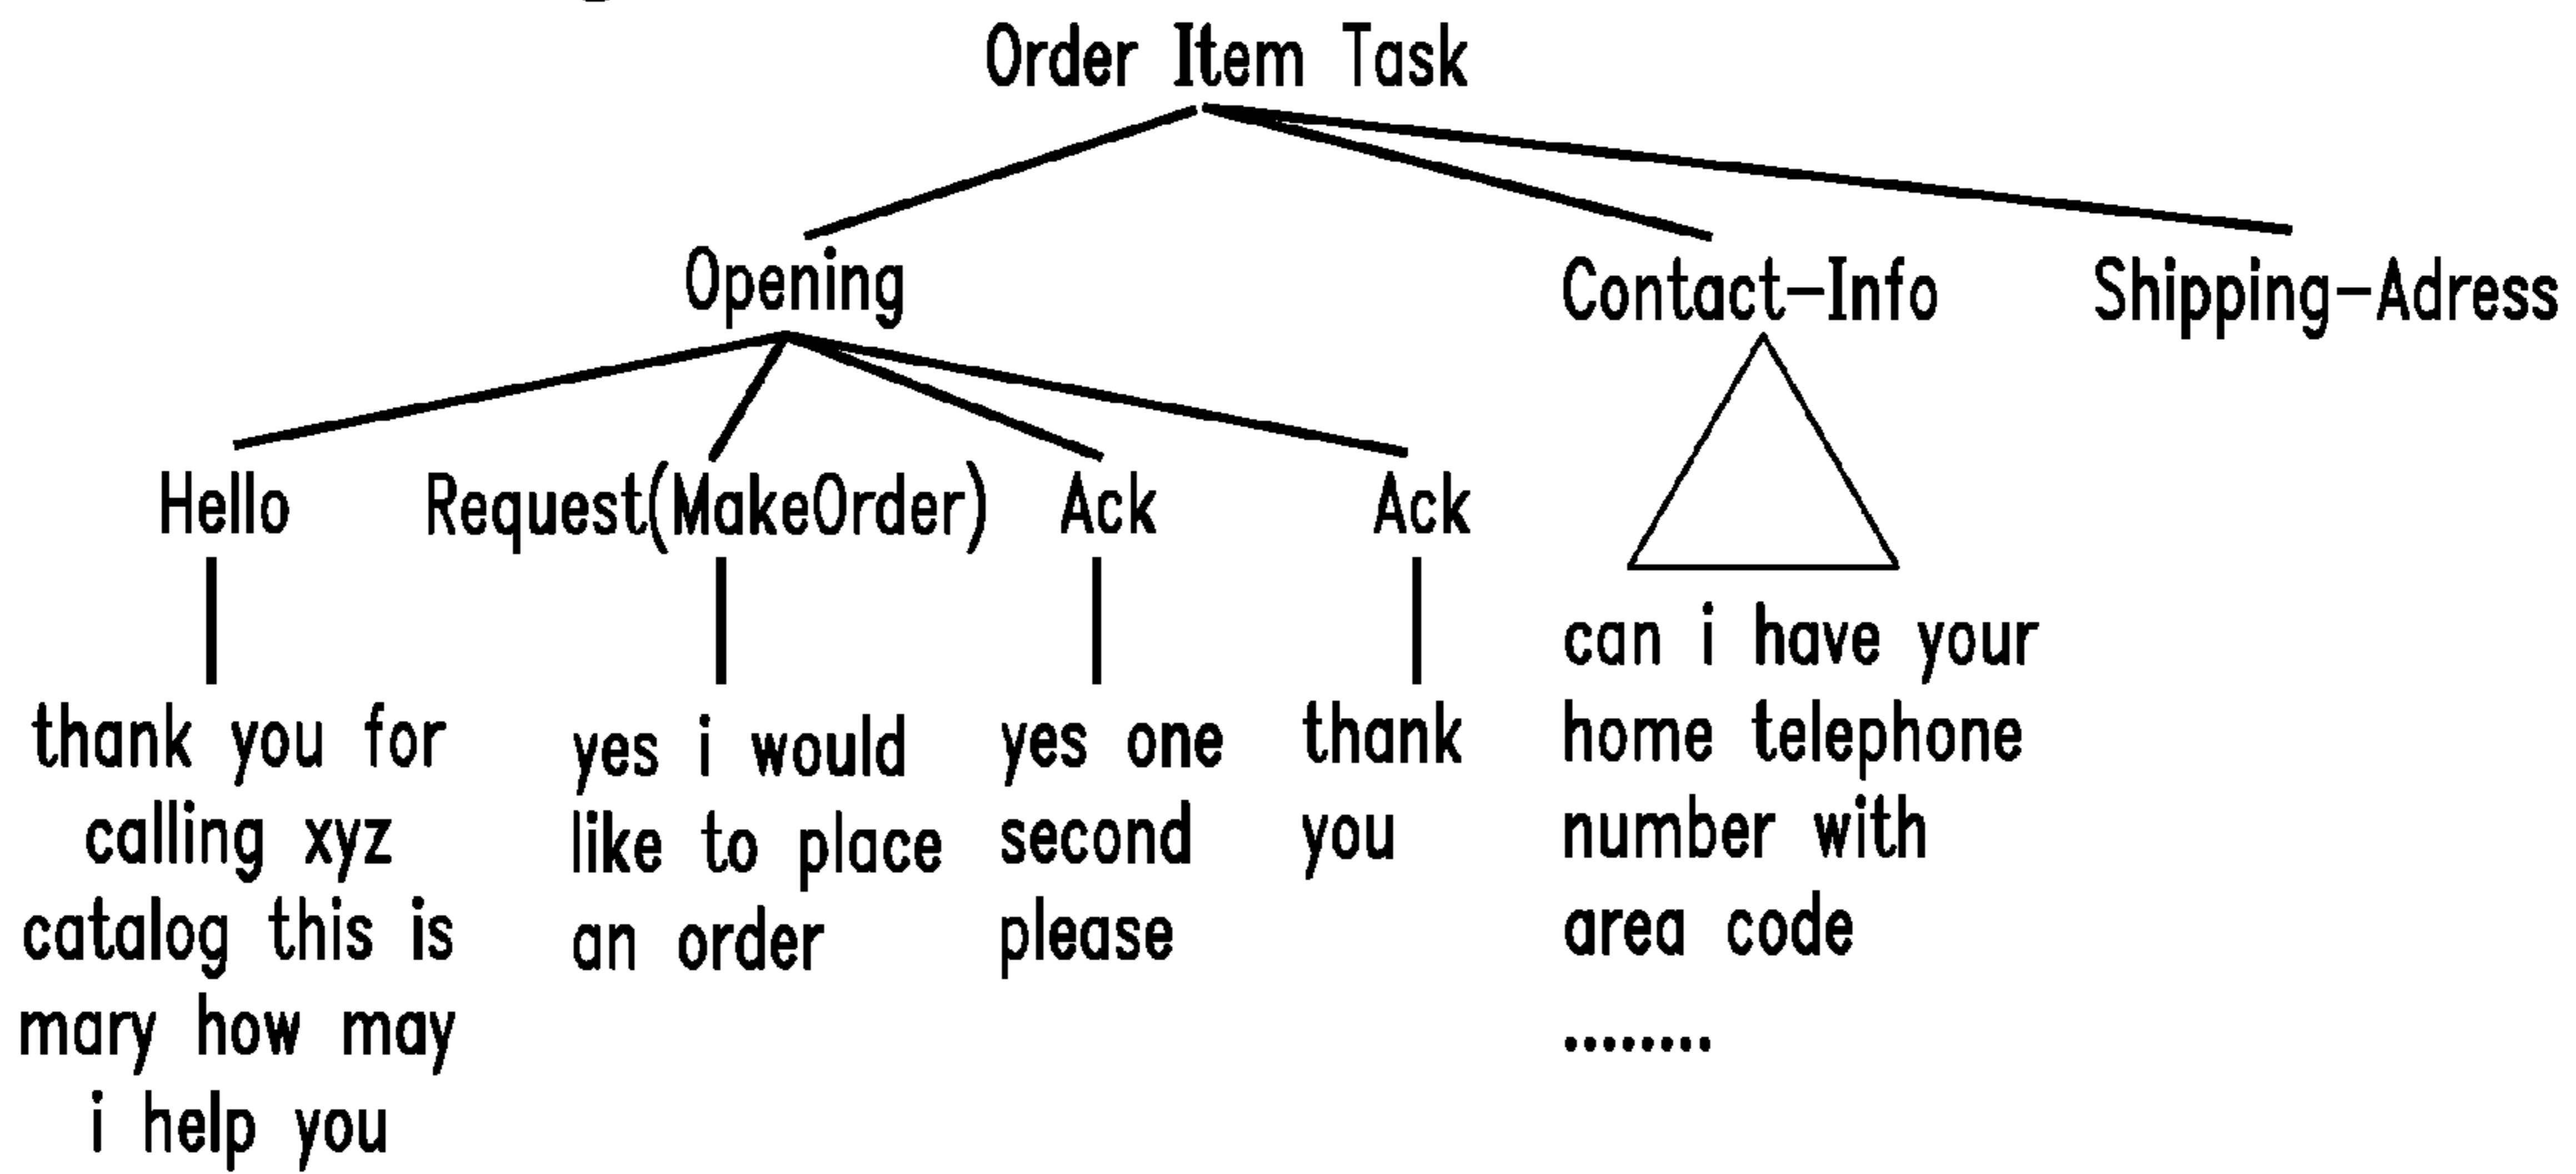 Order Item Task
Opening
Contact-Info
Shipping-Adress
Hello
Request(MakeOrder)
Ack
Ack
thank you for
calling xyz
catalog this is
mary how may
i help you
yes i would
like to place
an order
yes one
second
please
thank
you
can i have your
home telephone
number with
area code
........